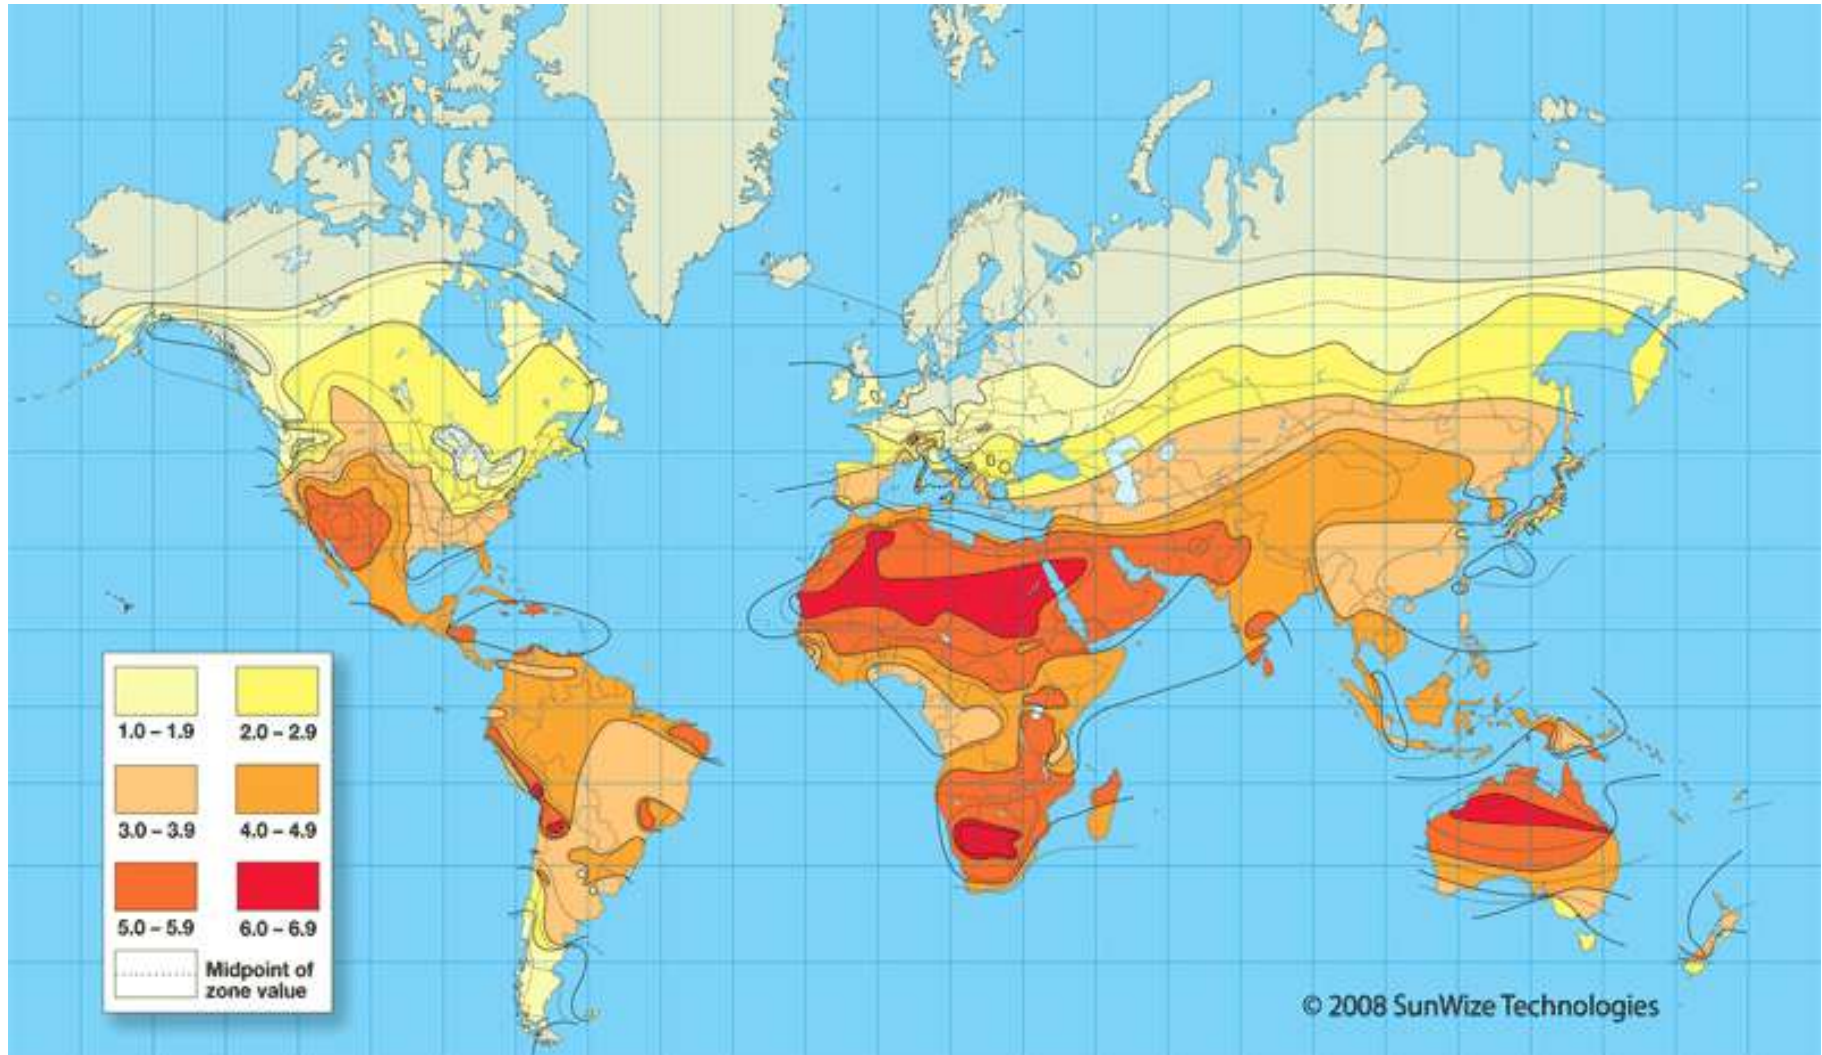 1.0 – 1.9 2.0 – 2.9
3.0 – 3.9 4.0 – 4.9
5.0 – 5.9 6.0 – 6.9
Midpoint of
zone value
© 2008 SunWize Technologies